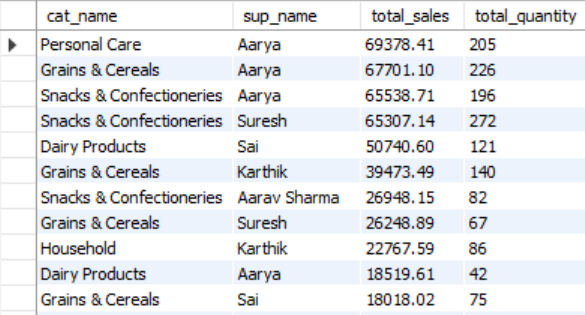 cat_name sup_name total_sales total_quantity
Personal Care Aarya 69378.41 205
Grains & Cereals Aarya 67701.10 226
Snacks & Confectioneries Aarya 65538.71 196
Snacks & Confectioneries Suresh 65307.14 272
Dairy Products Sai 50740.60 121
Grains & Cereals Karthik 39473.49 140
Snacks & Confectioneries Aarav Sharma 26948.15 82
Grains & Cereals Suresh 26248.89 67
Household Karthik 22767.59 86
Dairy Products Aarya 18519.61 42
Grains & Cereals Sai 18018.02 75